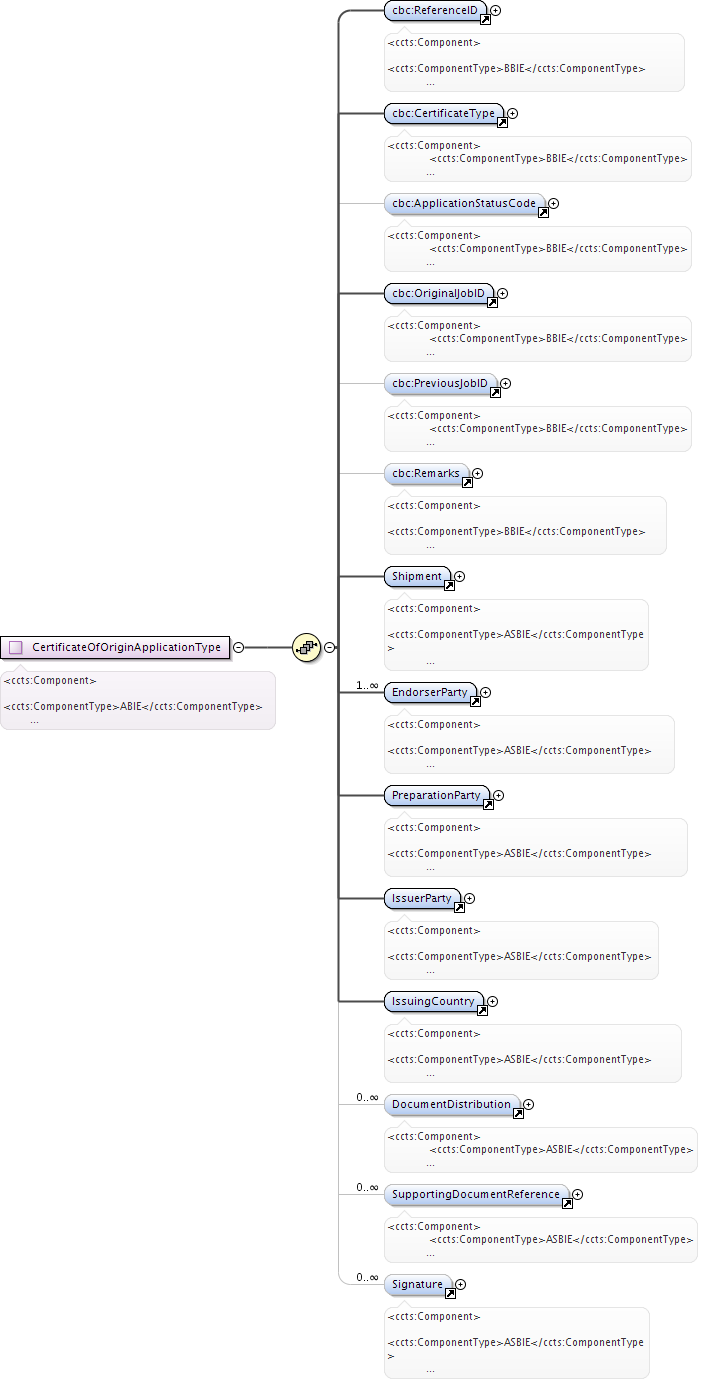 cbc:ReferenceID
<ccts:Component>
<ccts:ComponentType>BBIE</ccts:ComponentType>
...
cbc:CertificateType
<ccts:Component>
<ccts:ComponentType>BBIE</ccts:ComponentType>
...
cbc:ApplicationStatusCode
<ccts:Component>
<ccts:ComponentType>BBIE</ccts:ComponentType>
...
cbc:OriginalJobID
<ccts:Component>
<ccts:ComponentType>BBIE</ccts:ComponentType>
...
cbc:PreviousJobID
<ccts:Component>
<ccts:ComponentType>BBIE</ccts:ComponentType>
...
cbc:Remarks
<ccts:Component>
<ccts:ComponentType>BBIE</ccts:ComponentType>
...
Shipment
<ccts:Component>
<ccts:ComponentType>ASBIE</ccts:ComponentType
>
...
CertificateOfOriginApplicationType
<ccts:Component>
<ccts:ComponentType>ABIE</ccts:ComponentType>
...
1..∞
EndorserParty
<ccts:Component>
<ccts:ComponentType>ASBIE</ccts:ComponentType>
...
PreparationParty
<ccts:Component>
<ccts:ComponentType>ASBIE</ccts:ComponentType>
...
IssuerParty
<ccts:Component>
<ccts:ComponentType>ASBIE</ccts:ComponentType>
...
IssuingCountry
<ccts:Component>
<ccts:ComponentType>ASBIE</ccts:ComponentType>
...
0..∞
DocumentDistribution
<ccts:Component>
<ccts:ComponentType>ASBIE</ccts:ComponentType>
...
0..∞
SupportingDocumentReference
<ccts:Component>
<ccts:ComponentType>ASBIE</ccts:ComponentType>
...
0..∞
Signature
<ccts:Component>
<ccts:ComponentType>ASBIE</ccts:ComponentType
>
...